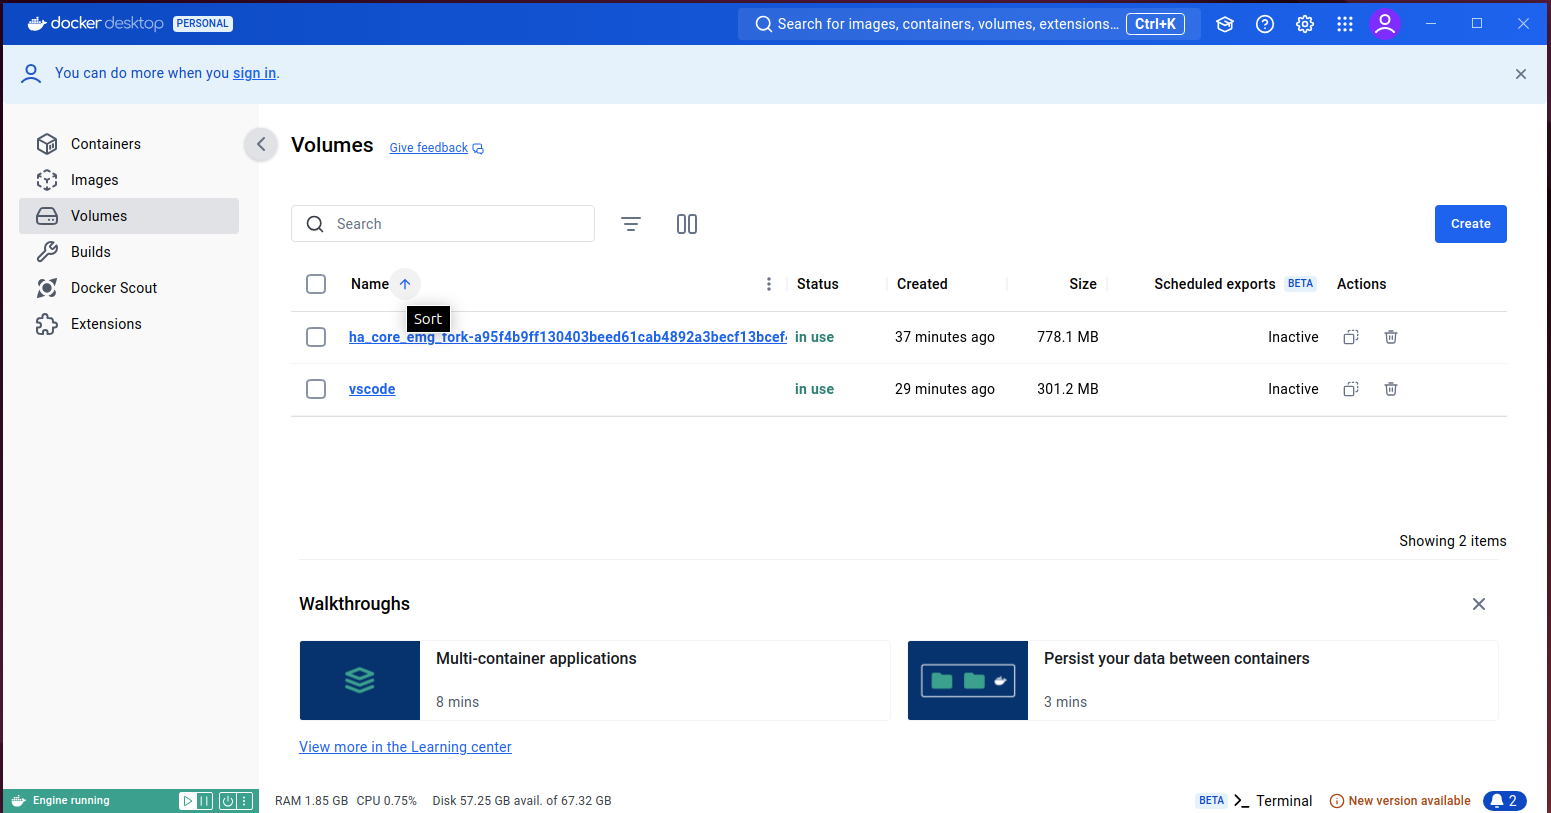 docker desktop PERSONAL
Search for images, containers, volumes, extensions... Ctrl+K
You can do more when you sign in.
Containers
Images
Volumes
Builds
Docker Scout
Extensions
Volumes Give feedback
Search
Create
Name Status Created Size Scheduled exports BETA Actions
Sort
ha_core_emg_fork-a95f4b9ff130403beed61cab4892a3becf13bcef in use 37 minutes ago 778.1 MB Inactive
vscode in use 29 minutes ago 301.2 MB Inactive
Showing 2 items
Walkthroughs
Multi-container applications
8 mins
Persist your data between containers
3 mins
View more in the Learning center
Engine running
RAM 1.85 GB CPU 0.75% Disk 57.25 GB avail. of 67.32 GB
BETA Terminal New version available 2